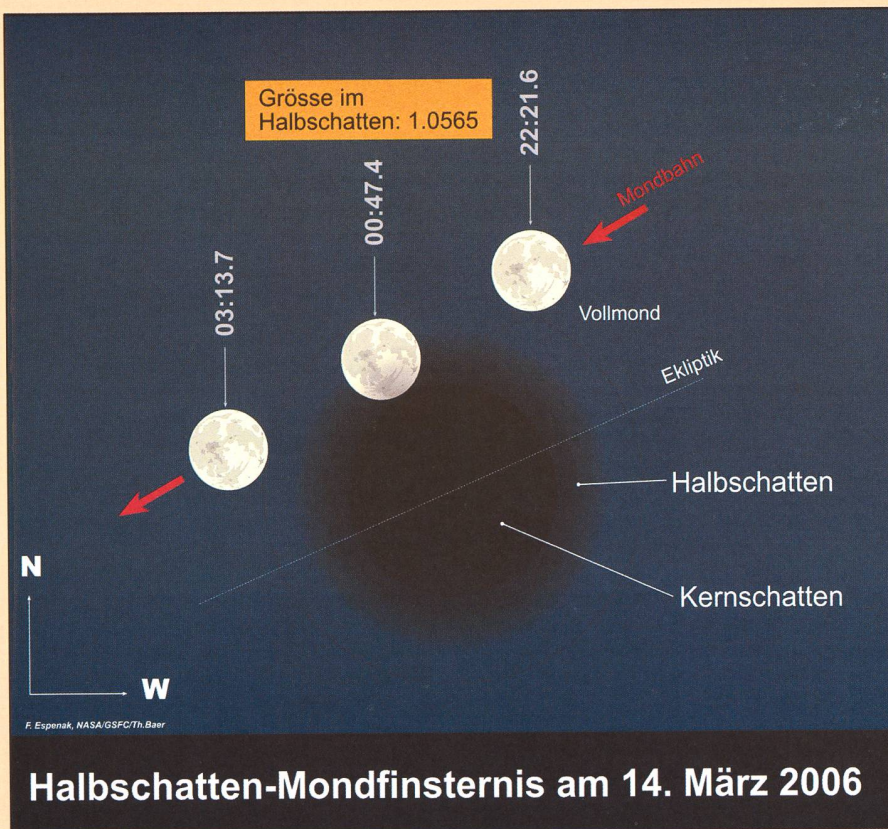 Grösse im
Halbschatten: 1.0565
22:21.6
Mondbahn
00:47.4
03:13.7
Vollmond
Ekliptik
Halbschatten
Kernschatten
N
W
F. Espenak, NASA/GSFC/Th.Baer
Halbschatten-Mondfinsternis am 14. März 2006